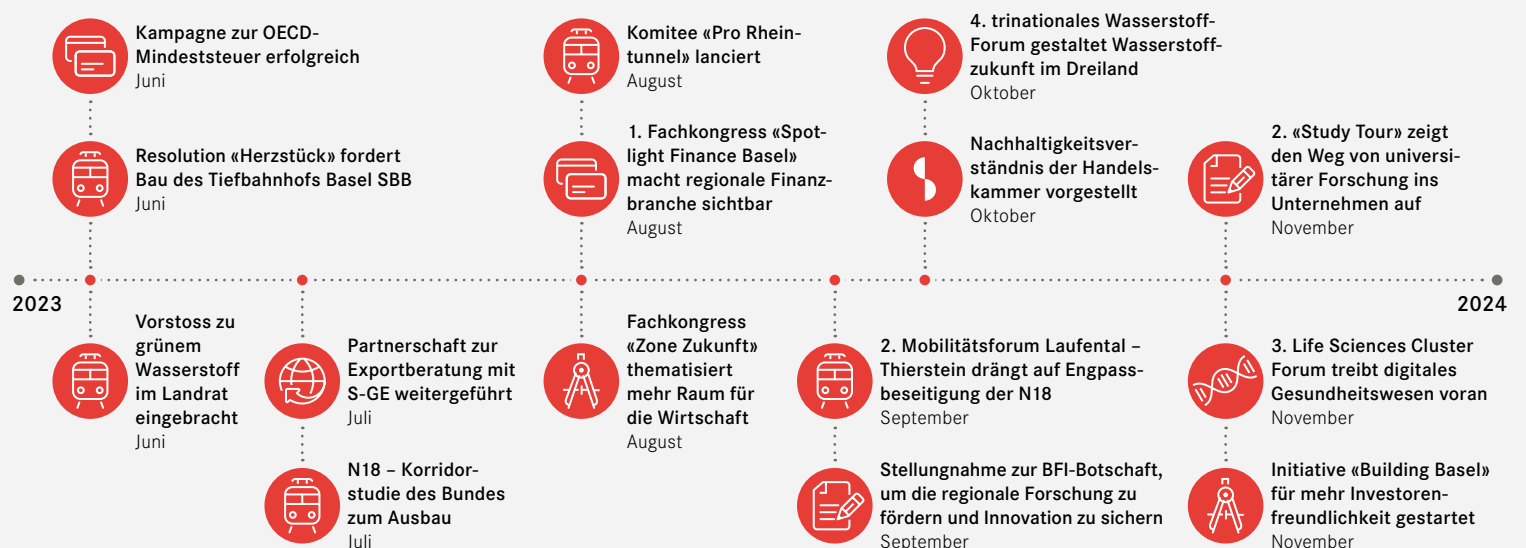 Kampagne zur OECD-
Mindeststeuer erfolgreich
Juni
Resolution «Herzstück» fordert
Bau des Tiefbahnhofs Basel SBB
Juni
Komitee «Pro Rhein-
tunnel» lanciert
August
1. Fachkongress «Spot-
light Finance Basel»
macht regionale Finanz-
branche sichtbar
August
4. trinationales Wasserstoff-
Forum gestaltet Wasserstoff-
zukunft im Dreiland
Oktober
Nachhaltigkeitsver-
ständnis der Handels-
kammer vorgestellt
Oktober
2. «Study Tour» zeigt
den Weg von universi-
tärer Forschung ins
Unternehmen auf
November
2023
2024
Vorstoss zu
grünem
Wasserstoff
im Landrat
eingebracht
Juni
Partnerschaft zur
Exportberatung mit
S-GE weitergeführt
Juli
N18 – Korridor-
studie des Bundes
zum Ausbau
Juli
Fachkongress
«Zone Zukunft»
thematisiert
mehr Raum für
die Wirtschaft
August
2. Mobilitätsforum Laufental –
Thierstein drängt auf Engpass-
beseitigung der N18
September
Stellungnahme zur BFI-Botschaft,
um die regionale Forschung zu
fördern und Innovation zu sichern
September
3. Life Sciences Cluster
Forum treibt digitales
Gesundheitswesen voran
November
Initiative «Building Basel»
für mehr Investoren-
freundlichkeit gestartet
November